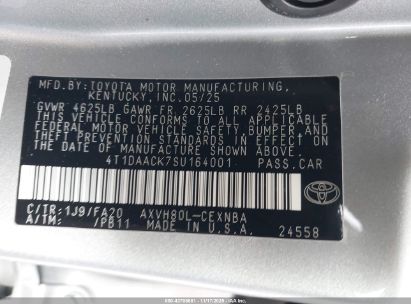 MFD.BY:TOYOTA MOTOR MANUFACTURING,
KENTUCKY, INC.05/25
GVWR 4625LB GAWR FR 2625LB RR 2425LB
THIS VEHICLE CONFORMS TO ALL APPLICABLE
FEDERAL MOTOR VEHICLE SAFETY, BUMPER, AND
THEFT PREVENTION STANDARDS IN EFFECT ON
THE DATE OF MANUFACTURE SHOWN ABOVE.
4T1DAACK7SU164001 PASS.CAR
C/TR:1J9/FA20 AXVH80L-CEXNBA
A/TM: /PB11 MADE IN U.S.A.
TOYOTA
24558